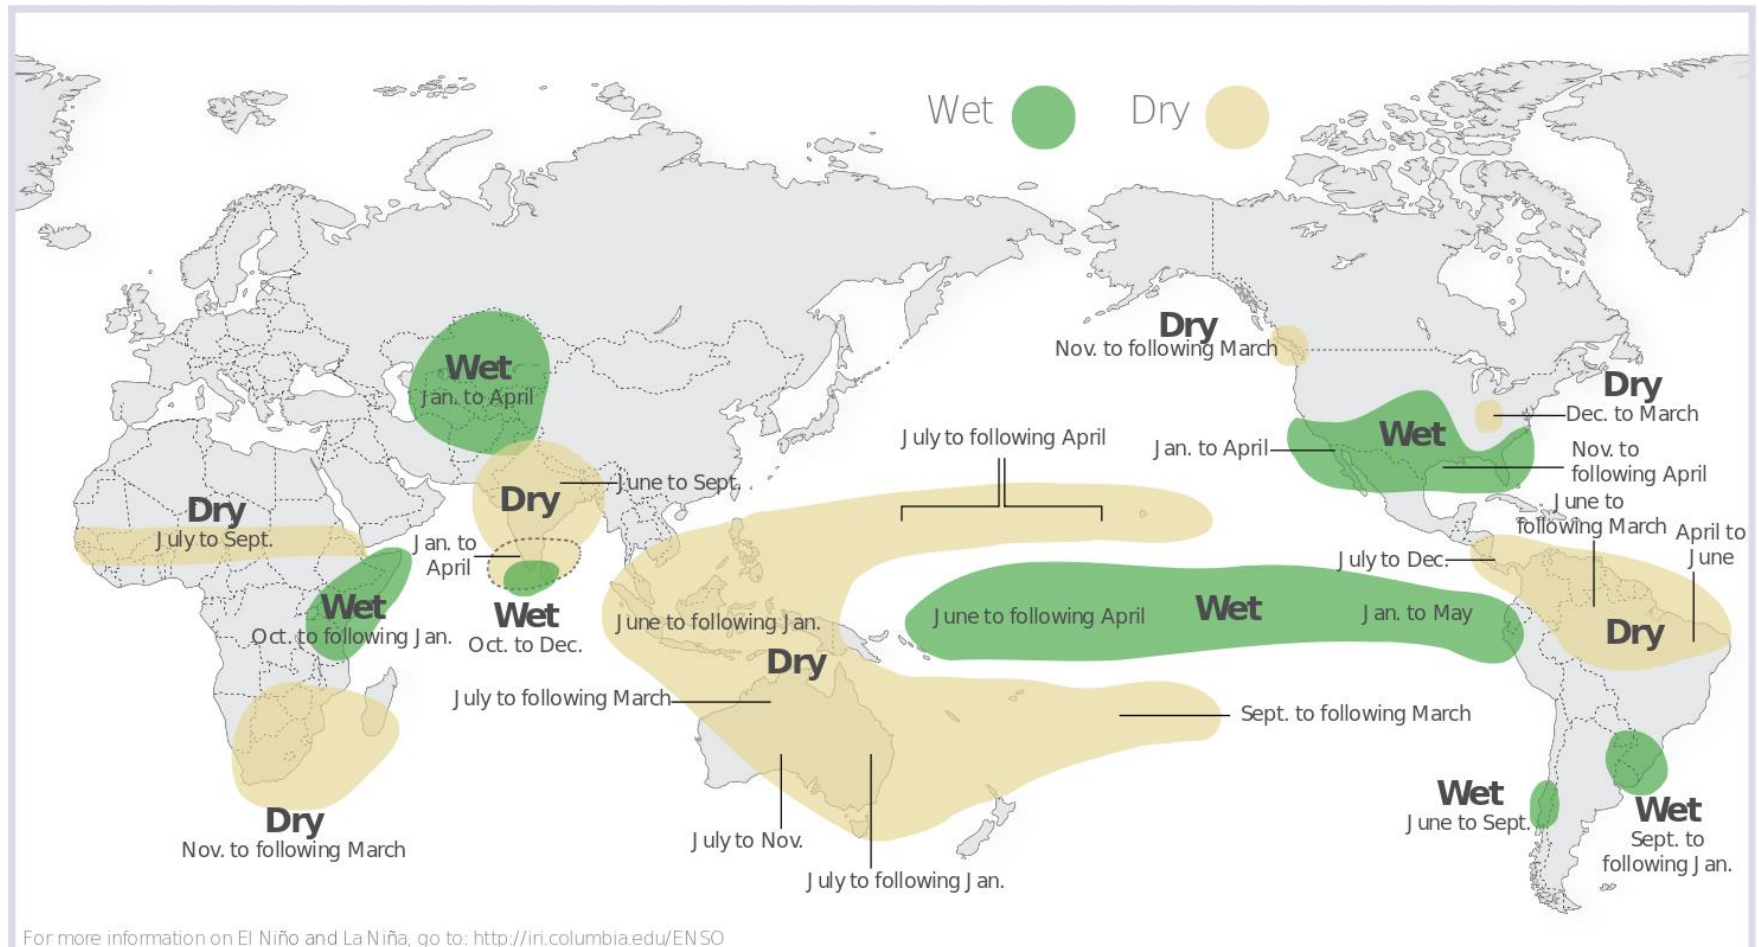 Wet
Dry
Dry
Nov. to following March
Wet
Jan. to April
Dry
Dec. to March
July to following April
Jan. to April
Wet
Nov. to
following April
June to Sept.
Dry
Dry
July to Sept.
June to
following March
April to
June
Jan. to
April
July to Dec.
Wet
Oct. to following Jan.
Wet
Oct. to Dec.
June to following Jan.
Dry
June to following April
Wet
Jan. to May
Dry
July to following March
Sept. to following March
Dry
Nov. to following March
July to Nov.
July to following Jan.
Wet
June to Sept.
Wet
Sept. to
following Jan.
For more information on El Niño and La Niña, go to: http://iri.columbia.edu/ENSO